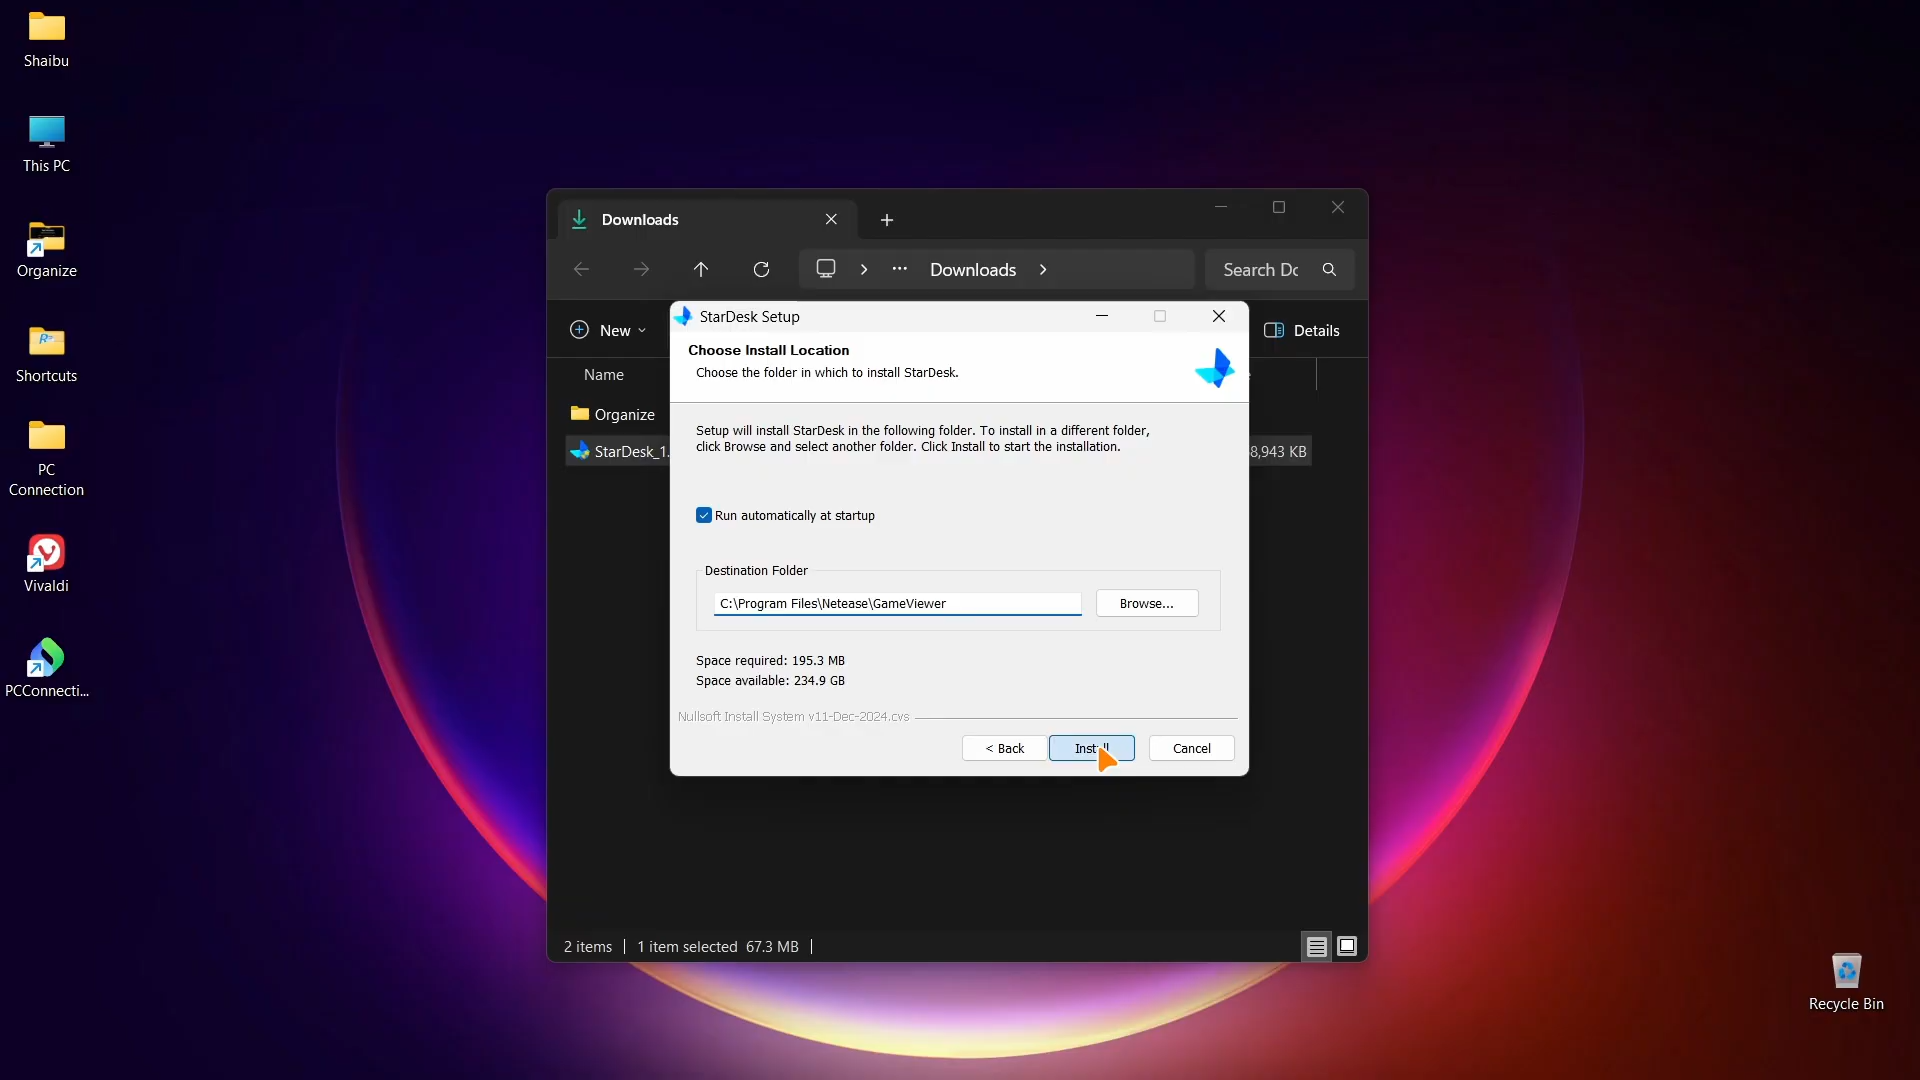 Shaibu
This PC
Organize
Shortcuts
PC
Connection
Vivaldi
PCConnecti...
Downloads
Downloads
Search Dc
New
Details
Name
Organize
StarDesk_1.
8,943 KB
StarDesk Setup
Choose Install Location
Choose the folder in which to install StarDesk.
Setup will install StarDesk in the following folder. To install in a different folder,
click Browse and select another folder. Click Install to start the installation.
Run automatically at startup
Destination Folder
C:\Program Files\Netease\GameViewer
Browse...
Space required: 195.3 MB
Space available: 234.9 GB
Nullsoft Install System v11-Dec-2024.cvs
< Back
Install
Cancel
2 items
1 item selected 67.3 MB
Recycle Bin